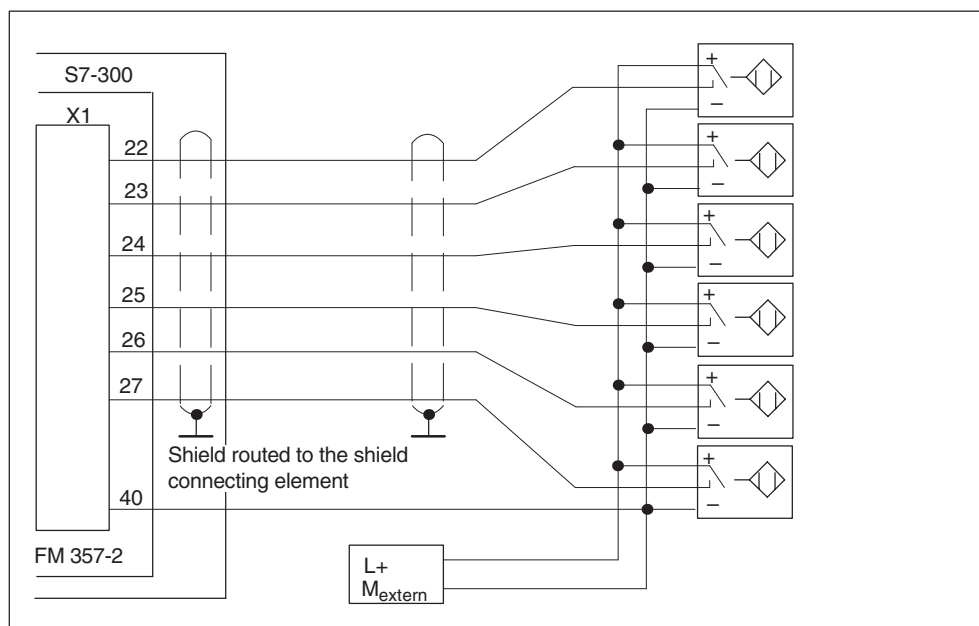 S7-300
X1
22
23
24
25
26
27
40
Shield routed to the shield
connecting element
FM 357-2
L+
Mextern
+
−
+
−
+
−
+
−
+
−
+
−